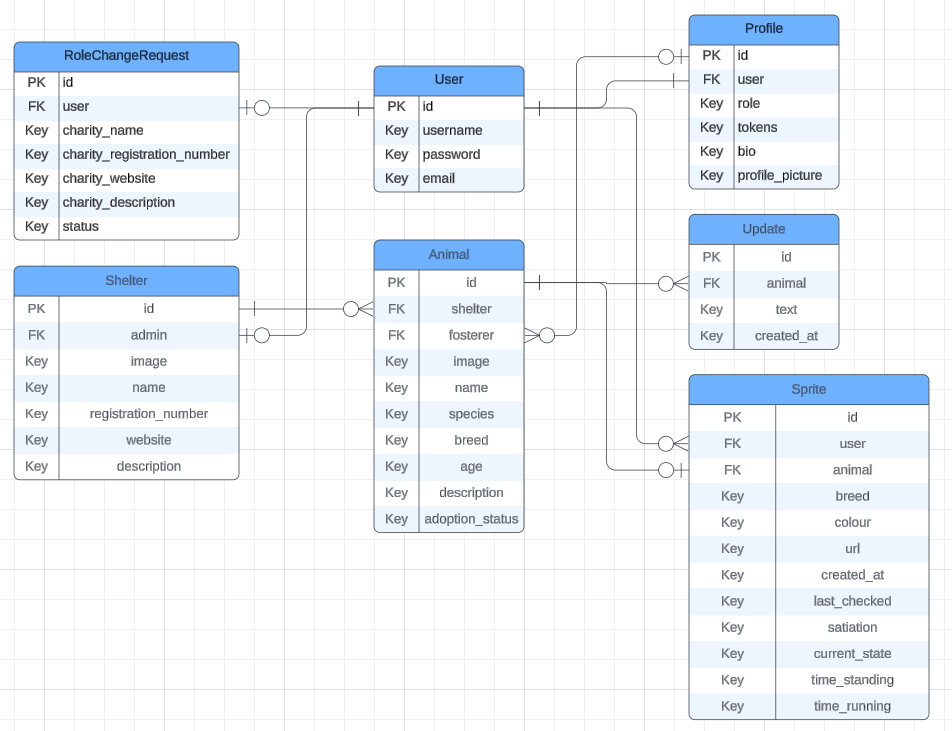 RoleChangeRequest
PK id
FK user
Key charity_name
Key charity_registration_number
Key charity_website
Key charity_description
Key status
User
PK id
Key username
Key password
Key email
Profile
PK id
FK user
Key role
Key tokens
Key bio
Key profile_picture
Shelter
PK id
FK admin
Key image
Key name
Key registration_number
Key website
Key description
Animal
PK id
FK shelter
FK fosterer
Key image
Key name
Key species
Key breed
Key age
Key description
Key adoption_status
Update
PK id
FK animal
Key text
Key created_at
Sprite
PK id
FK user
FK animal
Key breed
Key colour
Key url
Key created_at
Key last_checked
Key satiation
Key current_state
Key time_standing
Key time_running